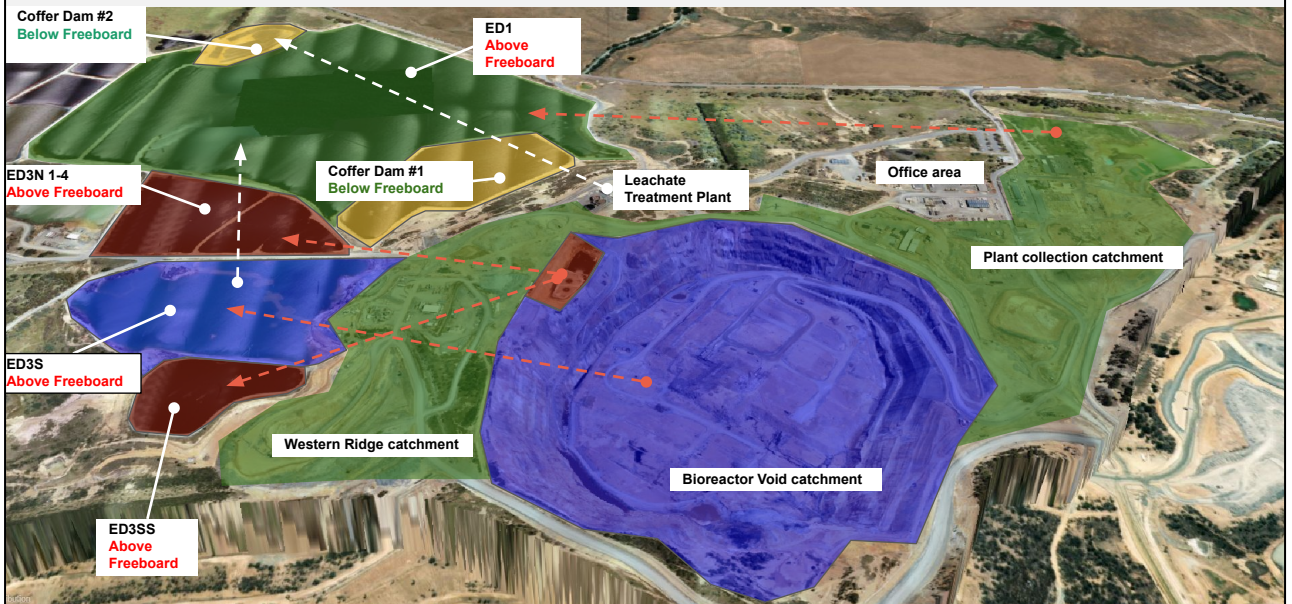 Coffer Dam #2
Below Freeboard
ED1
Above
Freeboard
ED3N 1-4
Above Freeboard
Coffer Dam #1
Below Freeboard
Leachate
Treatment Plant
Office area
Plant collection catchment
ED3S
Above Freeboard
Western Ridge catchment
Bioreactor Void catchment
ED3SS
Above
Freeboard